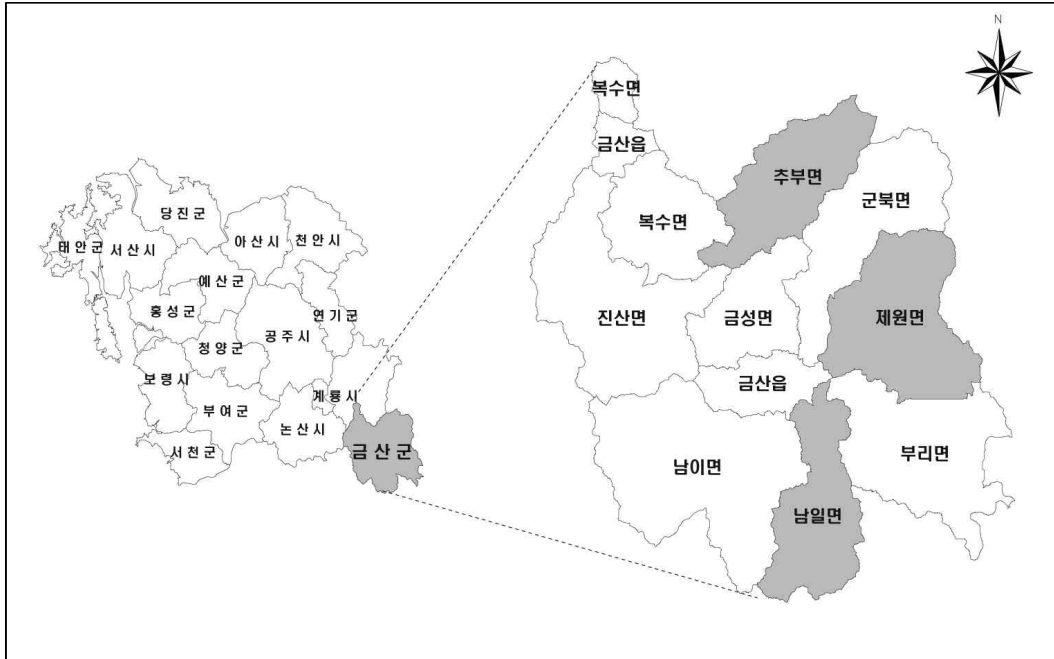 N
복수면
금산읍
추부면
군북면
복수면
당 진 군
아 산 시
천 안 시
태 안 군
서 산 시
예 산 군
제원면
홍 성 군
연 기 군
진산면
금성면
공 주 시
청 양 군
보 령 시
금산읍
계 룡 시
부 여 군
논 산 시
서 천 군
금 산 군
남이면
부리면
남일면